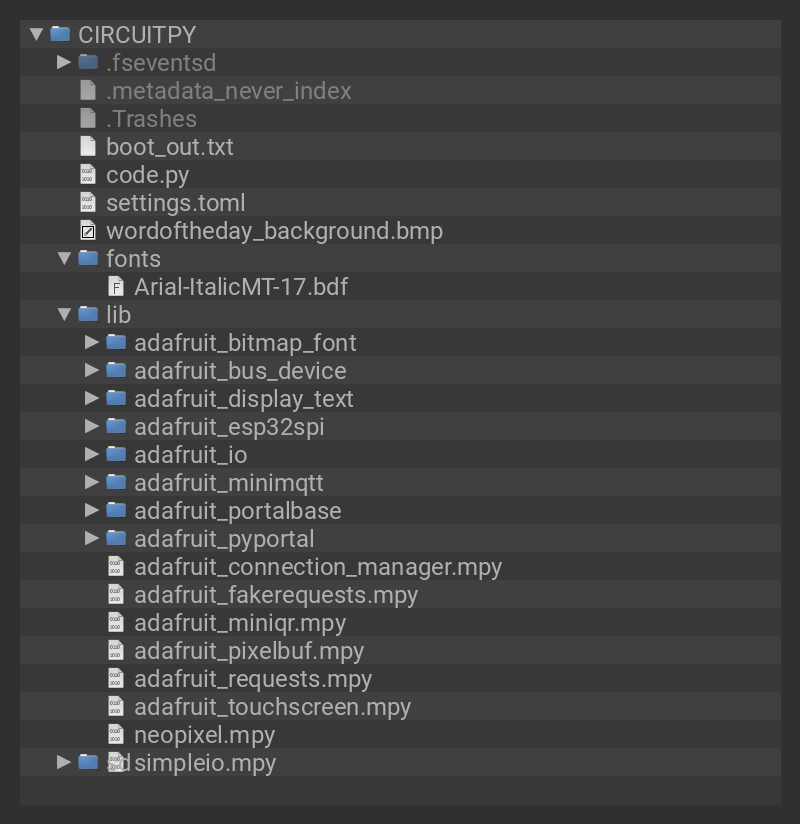 CIRCUITPY
.fseventsd
.metadata_never_index
.Trashes
boot_out.txt
code.py
settings.toml
wordoftheday_background.bmp
fonts
Arial-ItalicMT-17.bdf
lib
adafruit_bitmap_font
adafruit_bus_device
adafruit_display_text
adafruit_esp32spi
adafruit_io
adafruit_minimqtt
adafruit_portalbase
adafruit_pyportal
adafruit_connection_manager.mpy
adafruit_fakerequests.mpy
adafruit_miniqr.mpy
adafruit_pixelbuf.mpy
adafruit_requests.mpy
adafruit_touchscreen.mpy
neopixel.mpy
sd simpleio.mpy